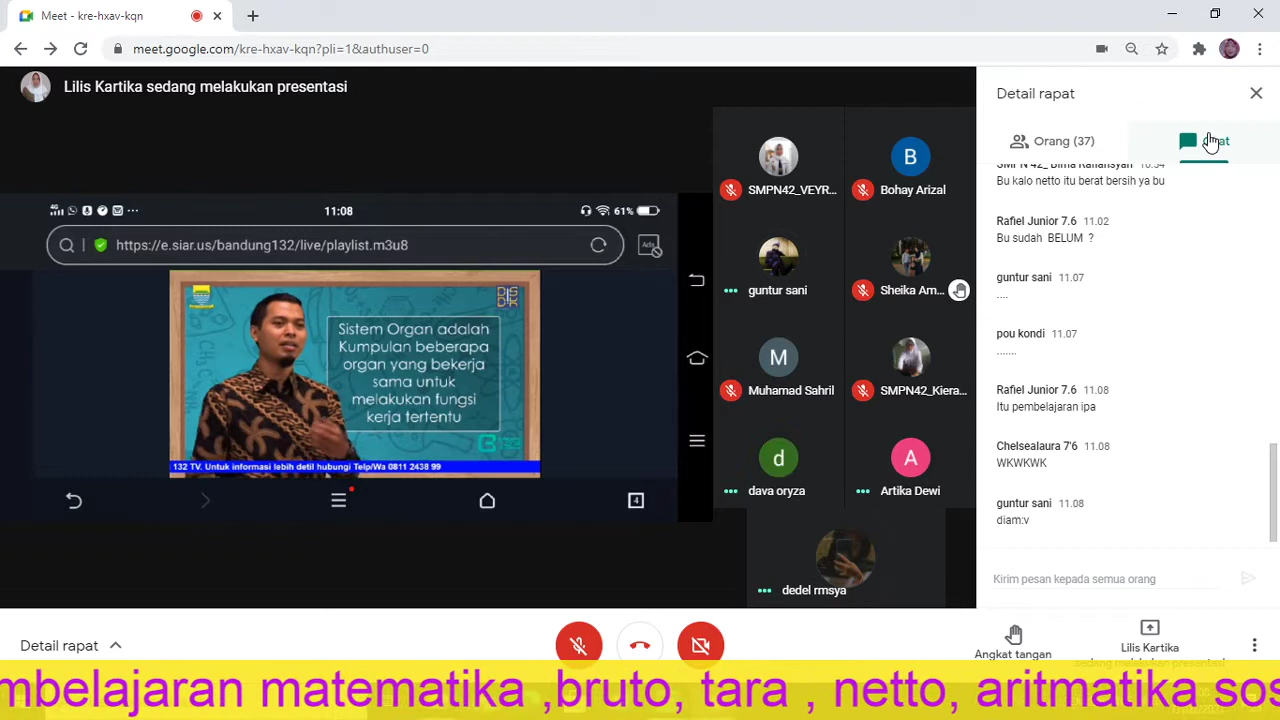 Meet - kre-hxav-kqn
meet.google.com/kre-hxav-kqn?pli=1&authuser=0
Lilis Kartika sedang melakukan presentasi
11:08
61%
https://e.siar.us/bandung132/live/playlist.m3u8
Ads
DISDIK
Sistem Organ adalah
Kumpulan beberapa
organ yang bekerja
sama untuk
melakukan fungsi
kerja tertentu
132 TV. Untuk informasi lebih detil hubungi Telp/Wa 0811 2438 99
4
SMPN42_VEYR...
B
Bohay Arizal
guntur sani
Sheika Am...
M
Muhamad Sahril
SMPN42_Kiera...
d
dava oryza
A
Artika Dewi
dedel rmsya
Detail rapat
Orang (37)
Bu kalo netto itu berat bersih ya bu
Rafiel Junior 7.6 11.02
Bu sudah BELUM ?
guntur sani 11.07
....
pou kondi 11.07
.......
Rafiel Junior 7.6 11.08
Itu pembelajaran ipa
Chelsealaura 7'6 11.08
WKWKWK
guntur sani 11.08
diam:v
Kirim pesan kepada semua orang
Detail rapat
Angkat tangan
Lilis Kartika
sedang melakukan presentasi
mbelajaran matematika ,bruto, tara , netto, aritmatika sos